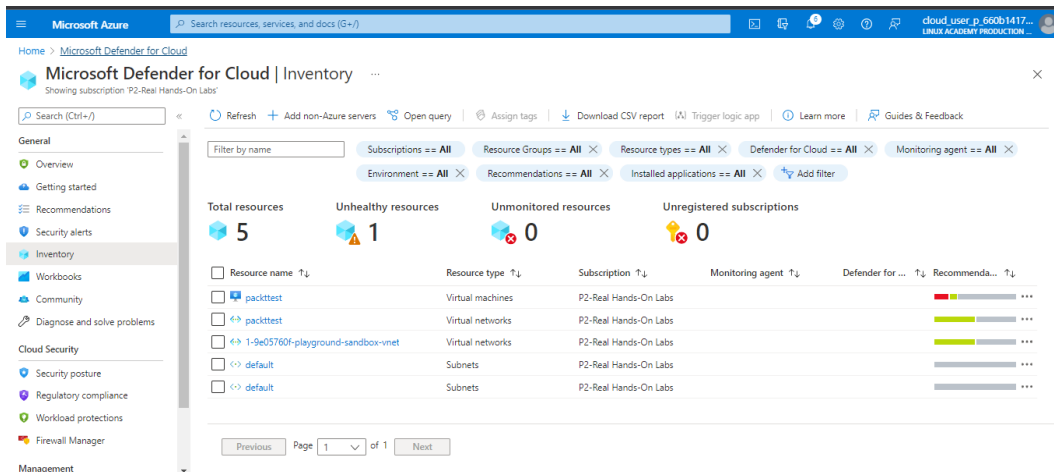 Microsoft Azure
Search resources, services, and docs (G+/)
6
cloud_user_p_660b1417...
LINUX ACADEMY PRODUCTION ...
Home > Microsoft Defender for Cloud
Microsoft Defender for Cloud | Inventory ...
Showing subscription 'P2-Real Hands-On Labs'
Search (Ctrl+/)
General
Overview
Getting started
Recommendations
Security alerts
Inventory
Workbooks
Community
Diagnose and solve problems
Cloud Security
Security posture
Regulatory compliance
Workload protections
Firewall Manager
Management
Refresh Add non-Azure servers Open query Assign tags Download CSV report Trigger logic app Learn more Guides & Feedback
Filter by name Subscriptions == All Resource Groups == All Resource types == All Defender for Cloud == All Monitoring agent == All
Environment == All Recommendations == All Installed applications == All Add filter
Total resources Unhealthy resources Unmonitored resources Unregistered subscriptions
5 1 0 0
Resource name Resource type Subscription Monitoring agent Defender for ... Recommenda...
packttest Virtual machines P2-Real Hands-On Labs
packttest Virtual networks P2-Real Hands-On Labs
1-9e05760f-playground-sandbox-vnet Virtual networks P2-Real Hands-On Labs
default Subnets P2-Real Hands-On Labs
default Subnets P2-Real Hands-On Labs
Previous Page 1 of 1 Next